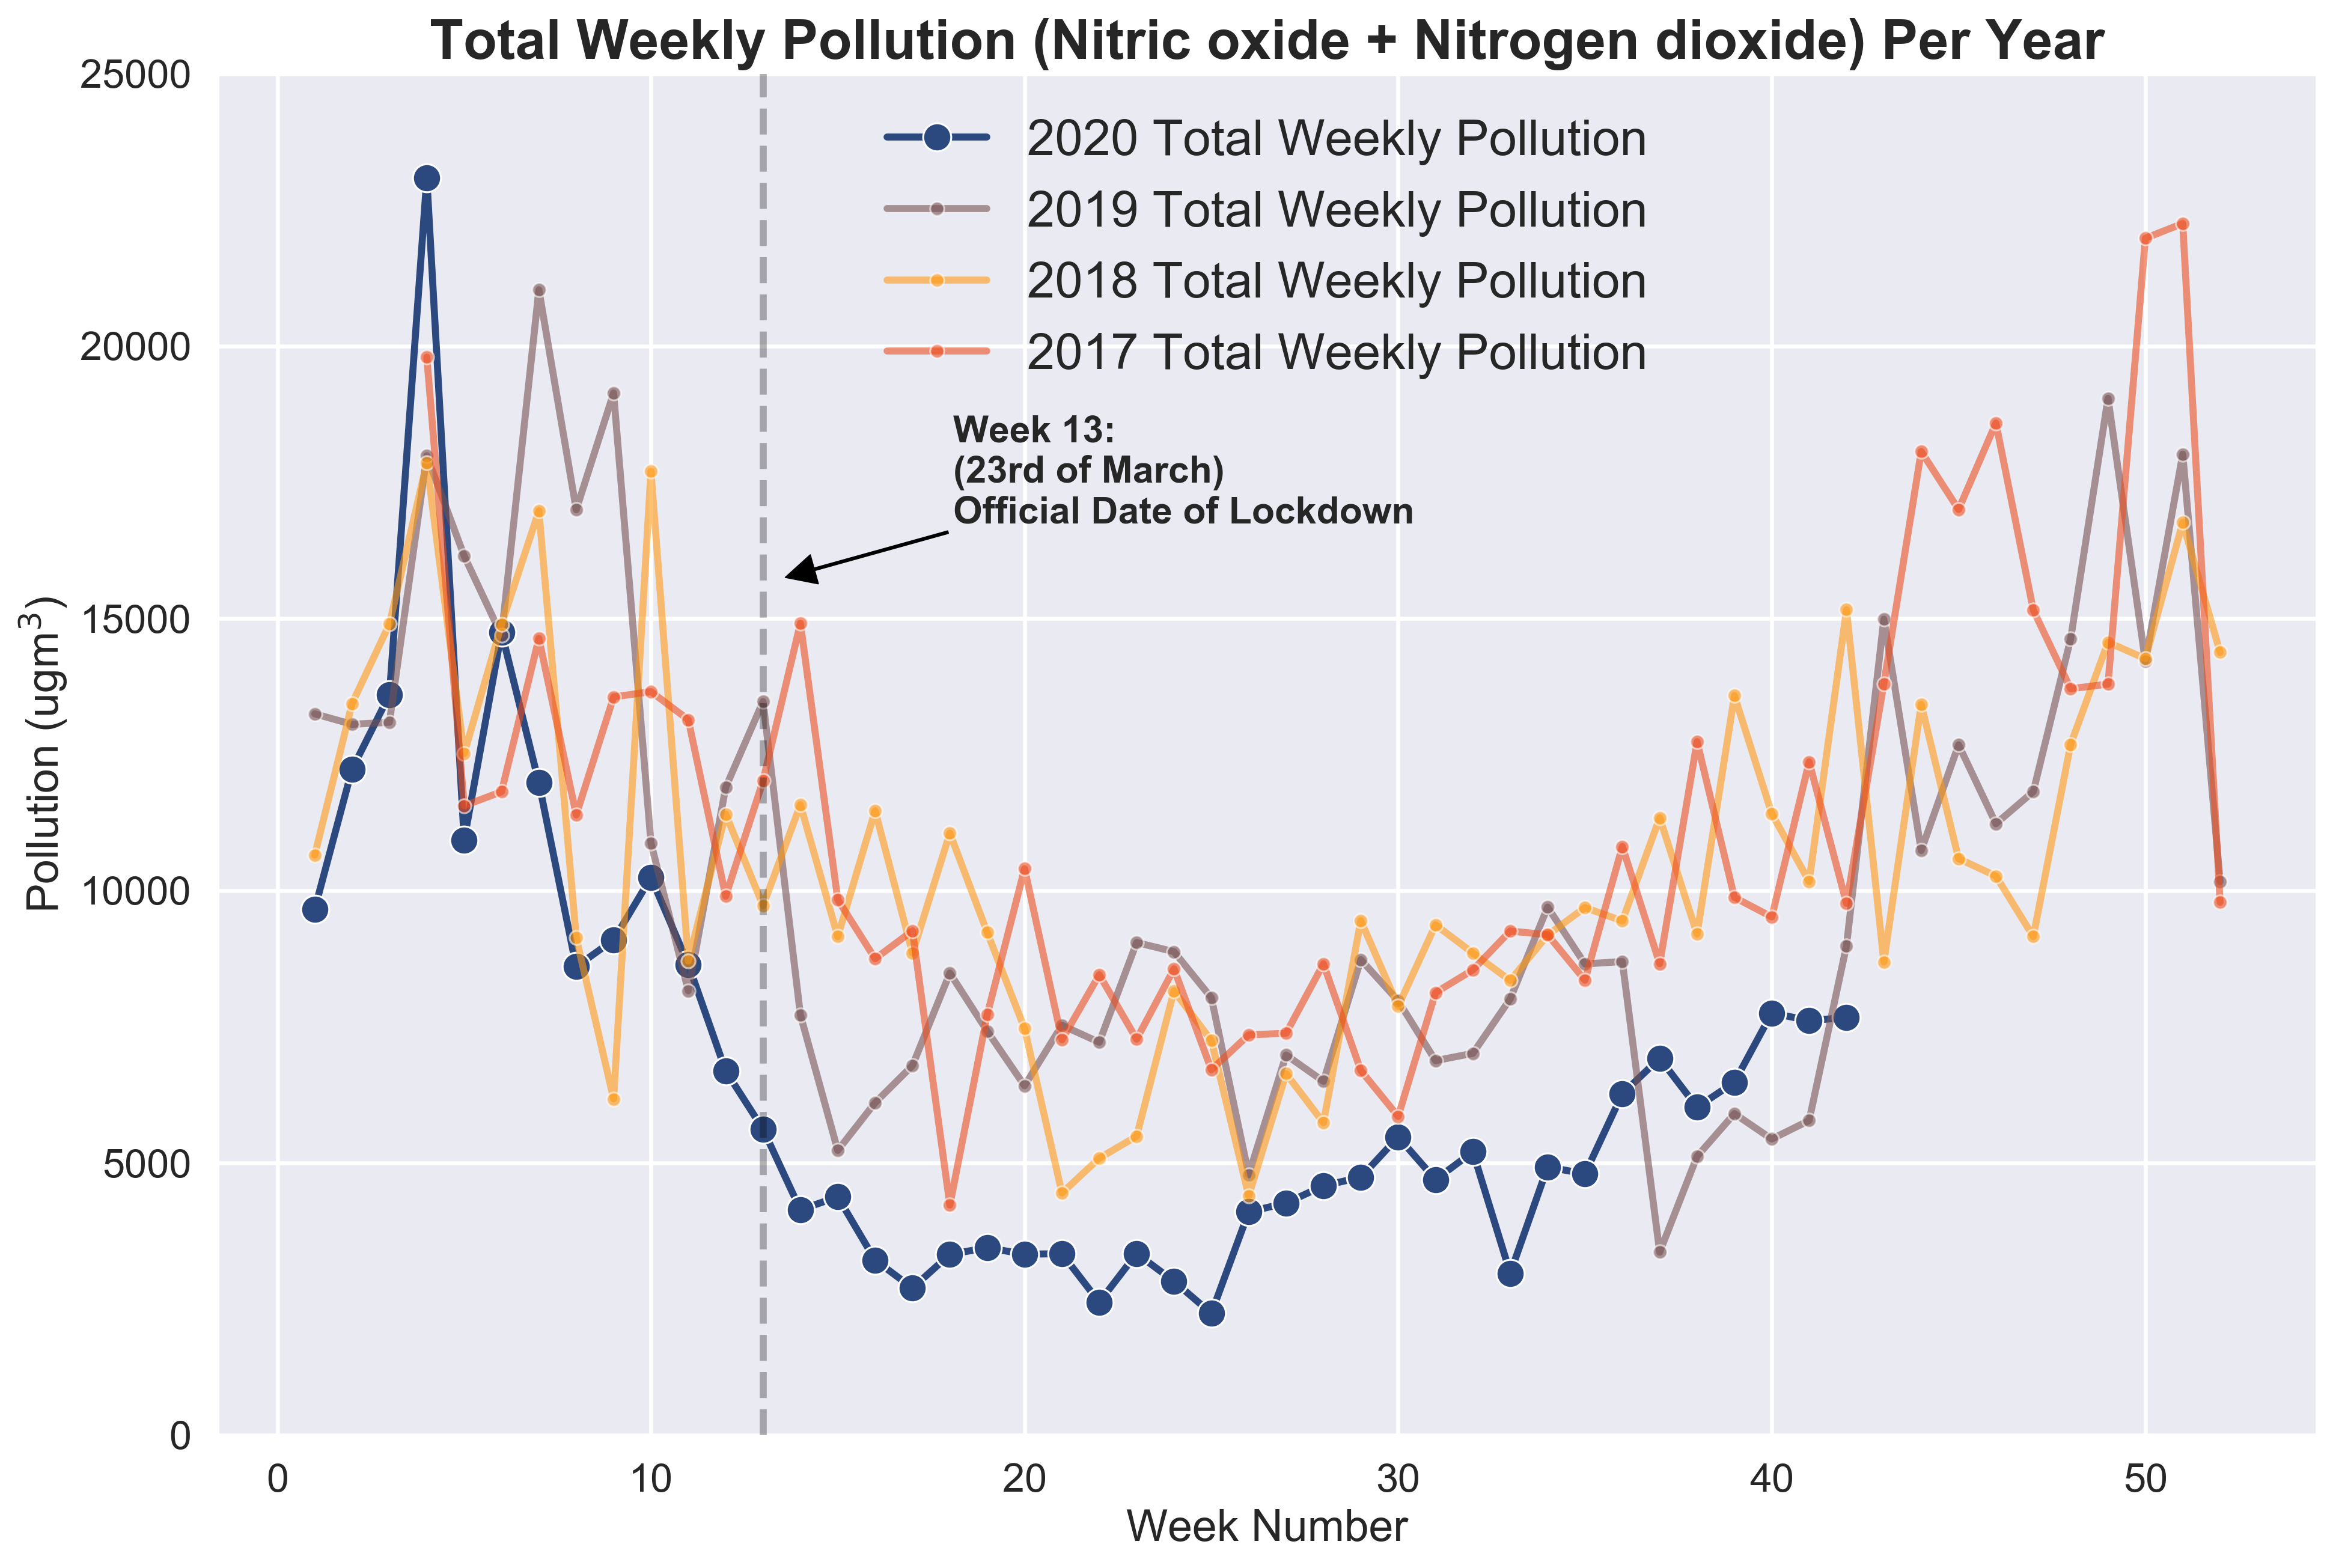 Total Weekly Pollution (Nitric oxide + Nitrogen dioxide) Per Year
25000
20000
15000
10000
5000
0
Pollution (ugm³)
2020 Total Weekly Pollution
2019 Total Weekly Pollution
2018 Total Weekly Pollution
2017 Total Weekly Pollution
Week 13:
(23rd of March)
Official Date of Lockdown
0 10 20 30 40 50
Week Number